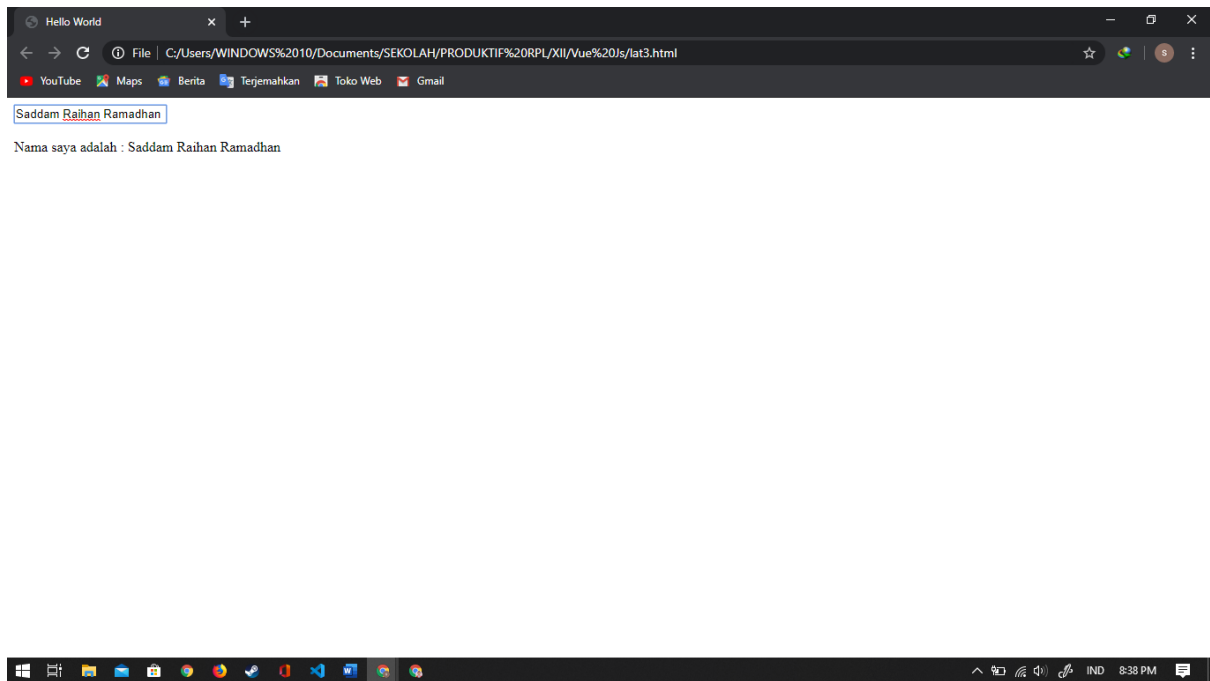 Hello World
File C:/Users/WINDOWS%2010/Documents/SEKOLAH/PRODUKTIF%20RPL/XII/Vue%20Js/lat3.html
S
YouTube Maps Berita Terjemahkan Toko Web Gmail
Saddam Raihan Ramadhan
Nama saya adalah : Saddam Raihan Ramadhan
IND 8:38 PM